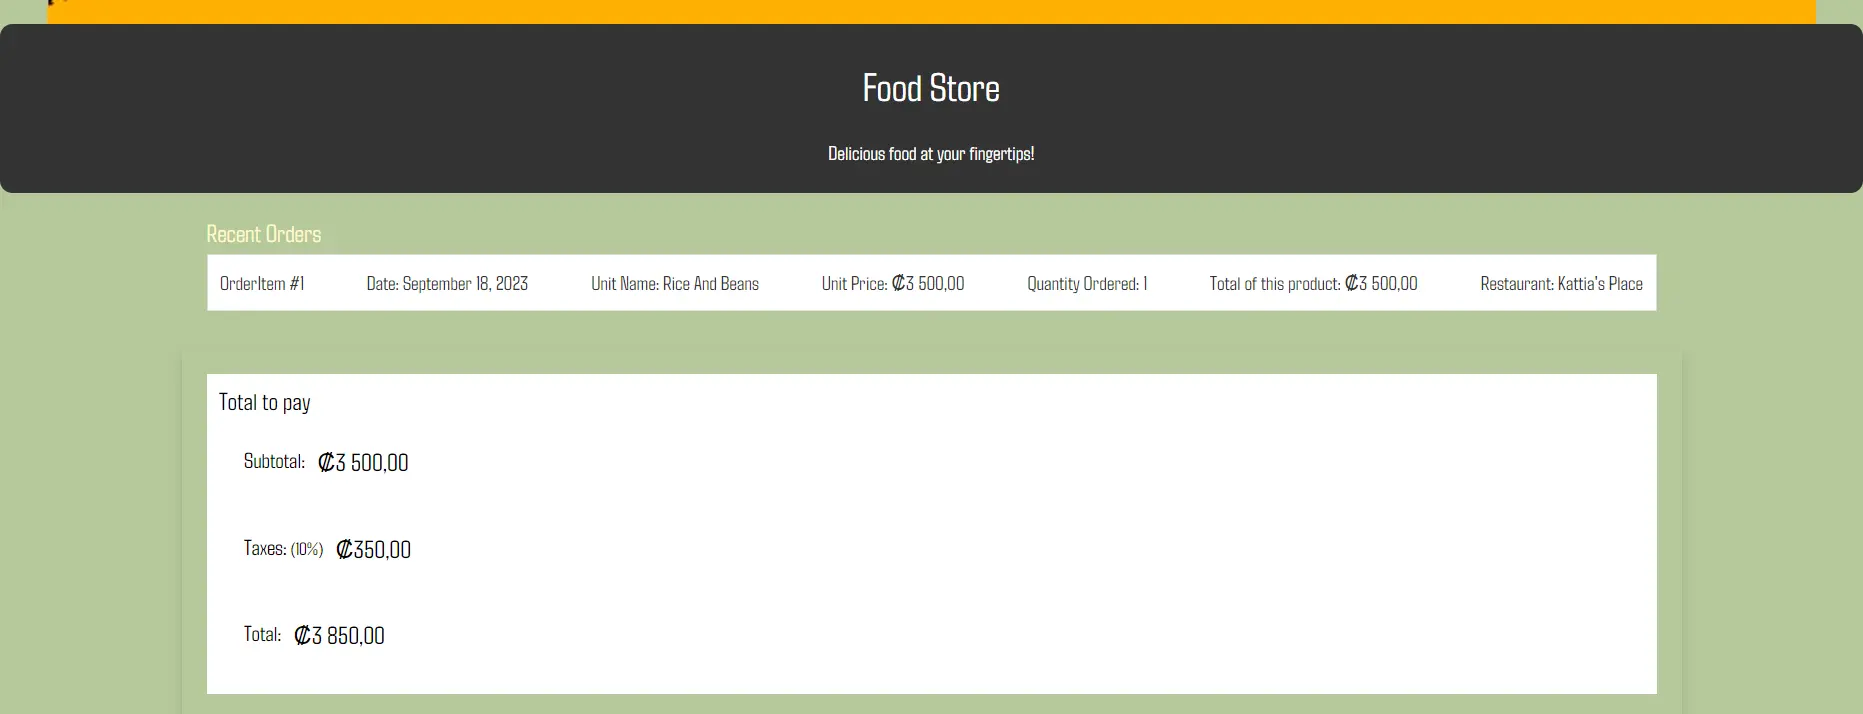 Food Store
Delicious food at your fingertips!
Recent Orders
OrderItem #1 Date: September 18, 2023 Unit Name: Rice And Beans Unit Price: ₡3 500,00 Quantity Ordered: 1 Total of this product: ₡3 500,00 Restaurant: Kattia's Place
Total to pay
Subtotal: ₡3 500,00
Taxes: (10%) ₡350,00
Total: ₡3 850,00